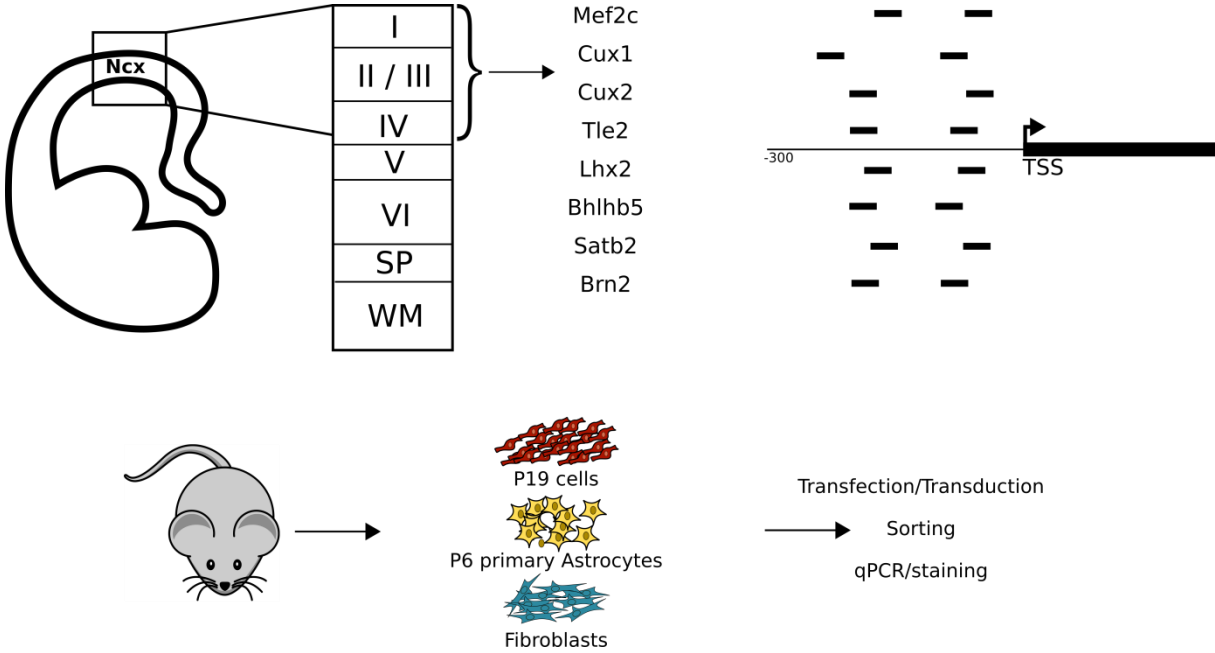 Ncx
I
II / III
IV
V
VI
SP
WM
Mef2c
Cux1
Cux2
Tle2
Lhx2
Bhlhb5
Satb2
Brn2
-300
TSS
P19 cells
P6 primary Astrocytes
Fibroblasts
Transfection/Transduction
Sorting
qPCR/staining